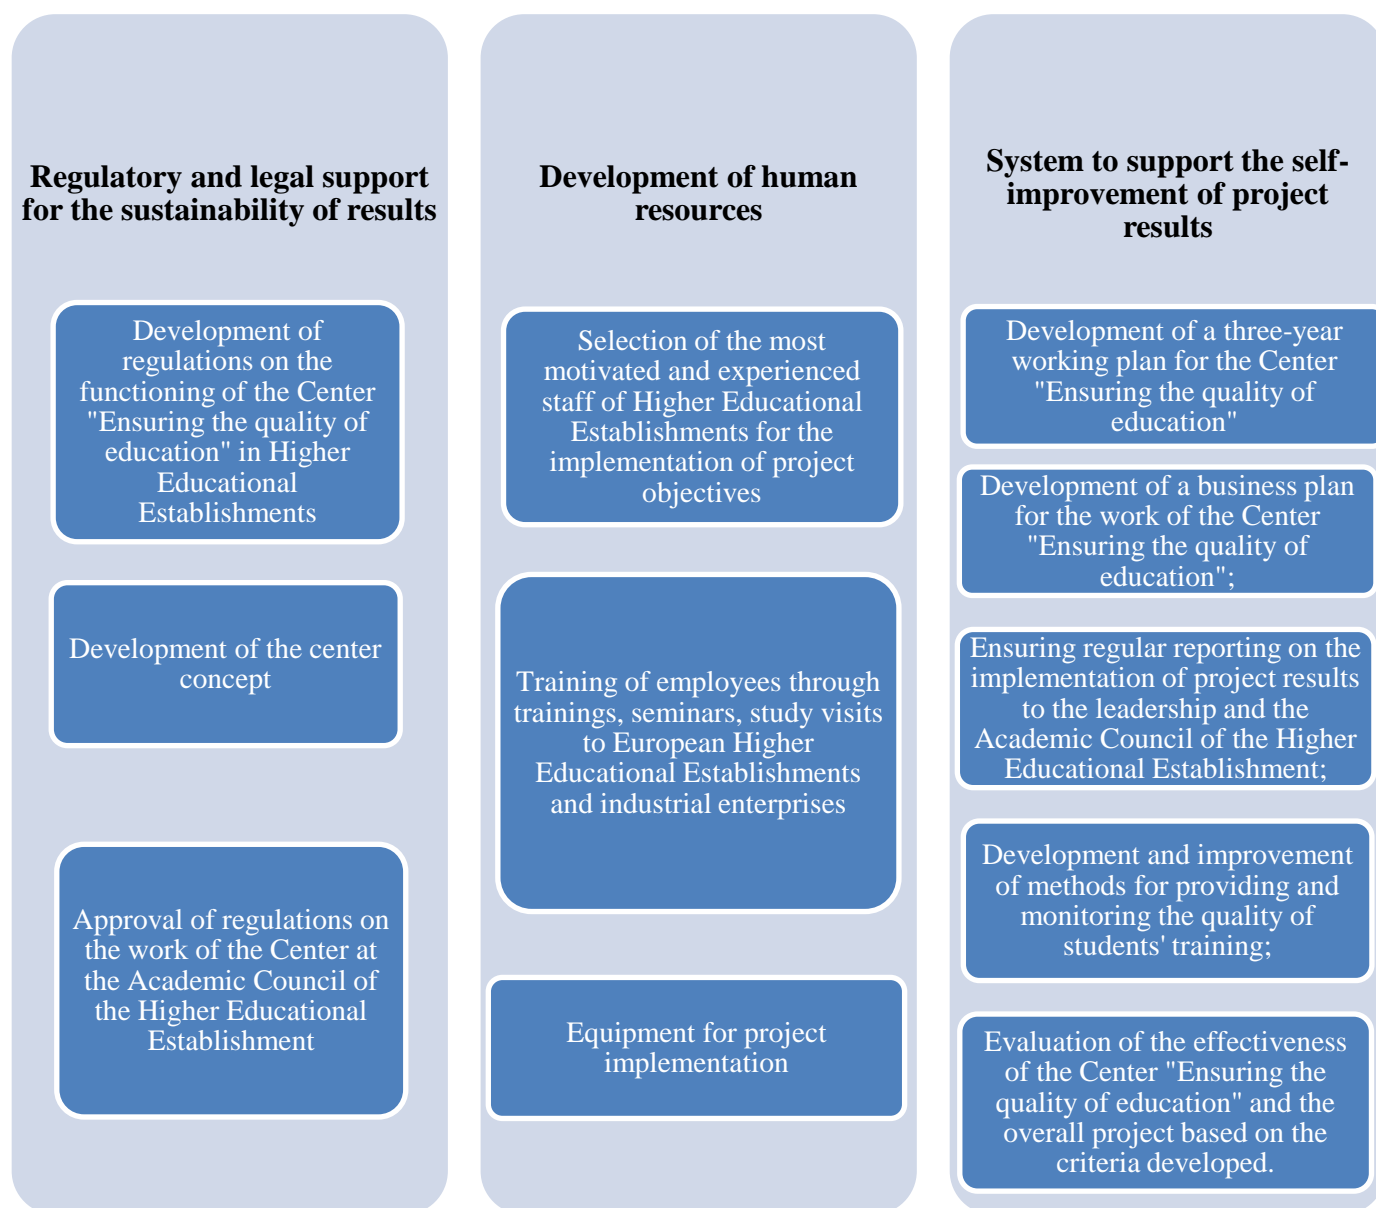 Regulatory and legal support
for the sustainability of results
Development of
regulations on the
functioning of the Center
"Ensuring the quality of
education" in Higher
Educational
Establishments
Development of the center
concept
Approval of regulations on
the work of the Center at
the Academic Council of
the Higher Educational
Establishment
Development of human
resources
Selection of the most
motivated and experienced
staff of Higher Educational
Establishments for the
implementation of project
objectives
Training of employees through
trainings, seminars, study visits
to European Higher
Educational Establishments
and industrial enterprises
Equipment for project
implementation
System to support the self-
improvement of project
results
Development of a three-year
working plan for the Center
"Ensuring the quality of
education"
Development of a business plan
for the work of the Center
"Ensuring the quality of
education";
Ensuring regular reporting on the
implementation of project results
to the leadership and the
Academic Council of the Higher
Educational Establishment;
Development and improvement
of methods for providing and
monitoring the quality of
students' training;
Evaluation of the effectiveness
of the Center "Ensuring the
quality of education" and the
overall project based on the
criteria developed.